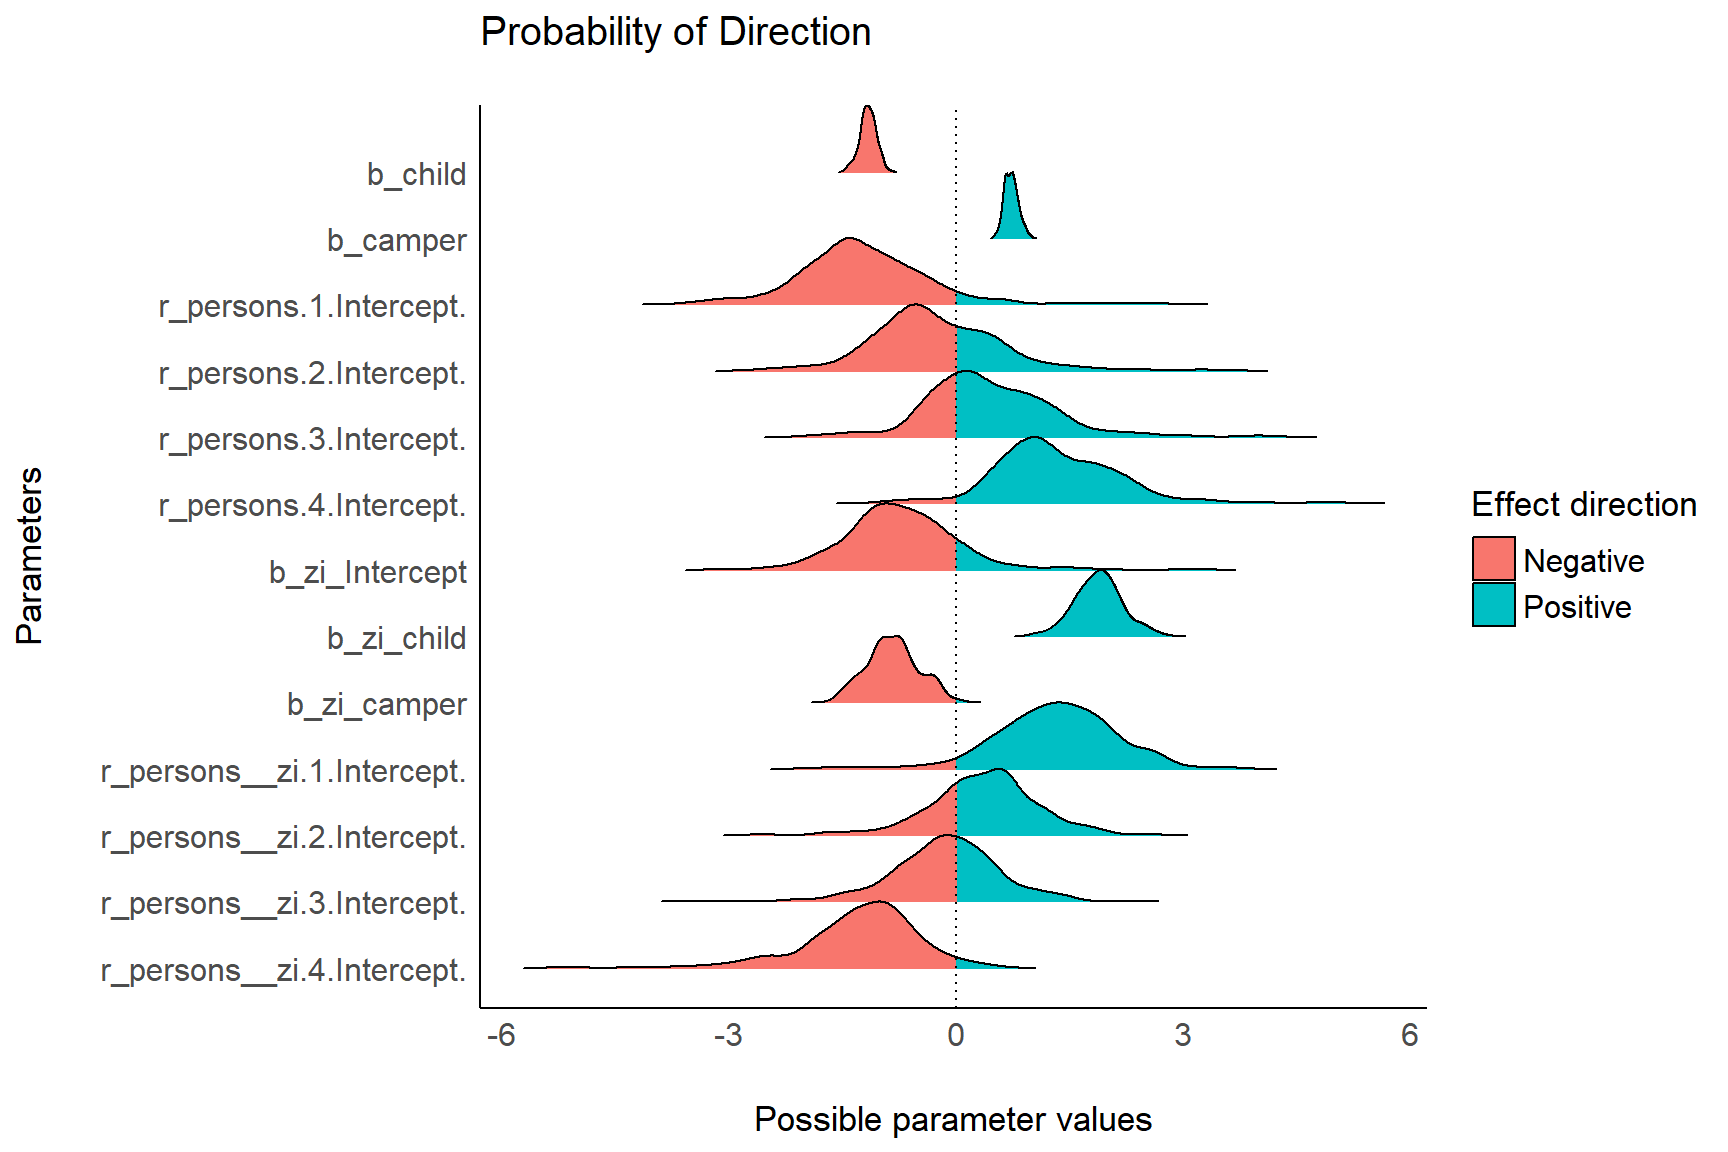 Probability of Direction
Parameters
b_child
b_camper
r_persons.1.Intercept.
r_persons.2.Intercept.
r_persons.3.Intercept.
r_persons.4.Intercept.
b_zi_Intercept
b_zi_child
b_zi_camper
r_persons__zi.1.Intercept.
r_persons__zi.2.Intercept.
r_persons__zi.3.Intercept.
r_persons__zi.4.Intercept.
-6 -3 0 3 6
Possible parameter values
Effect direction
Negative
Positive